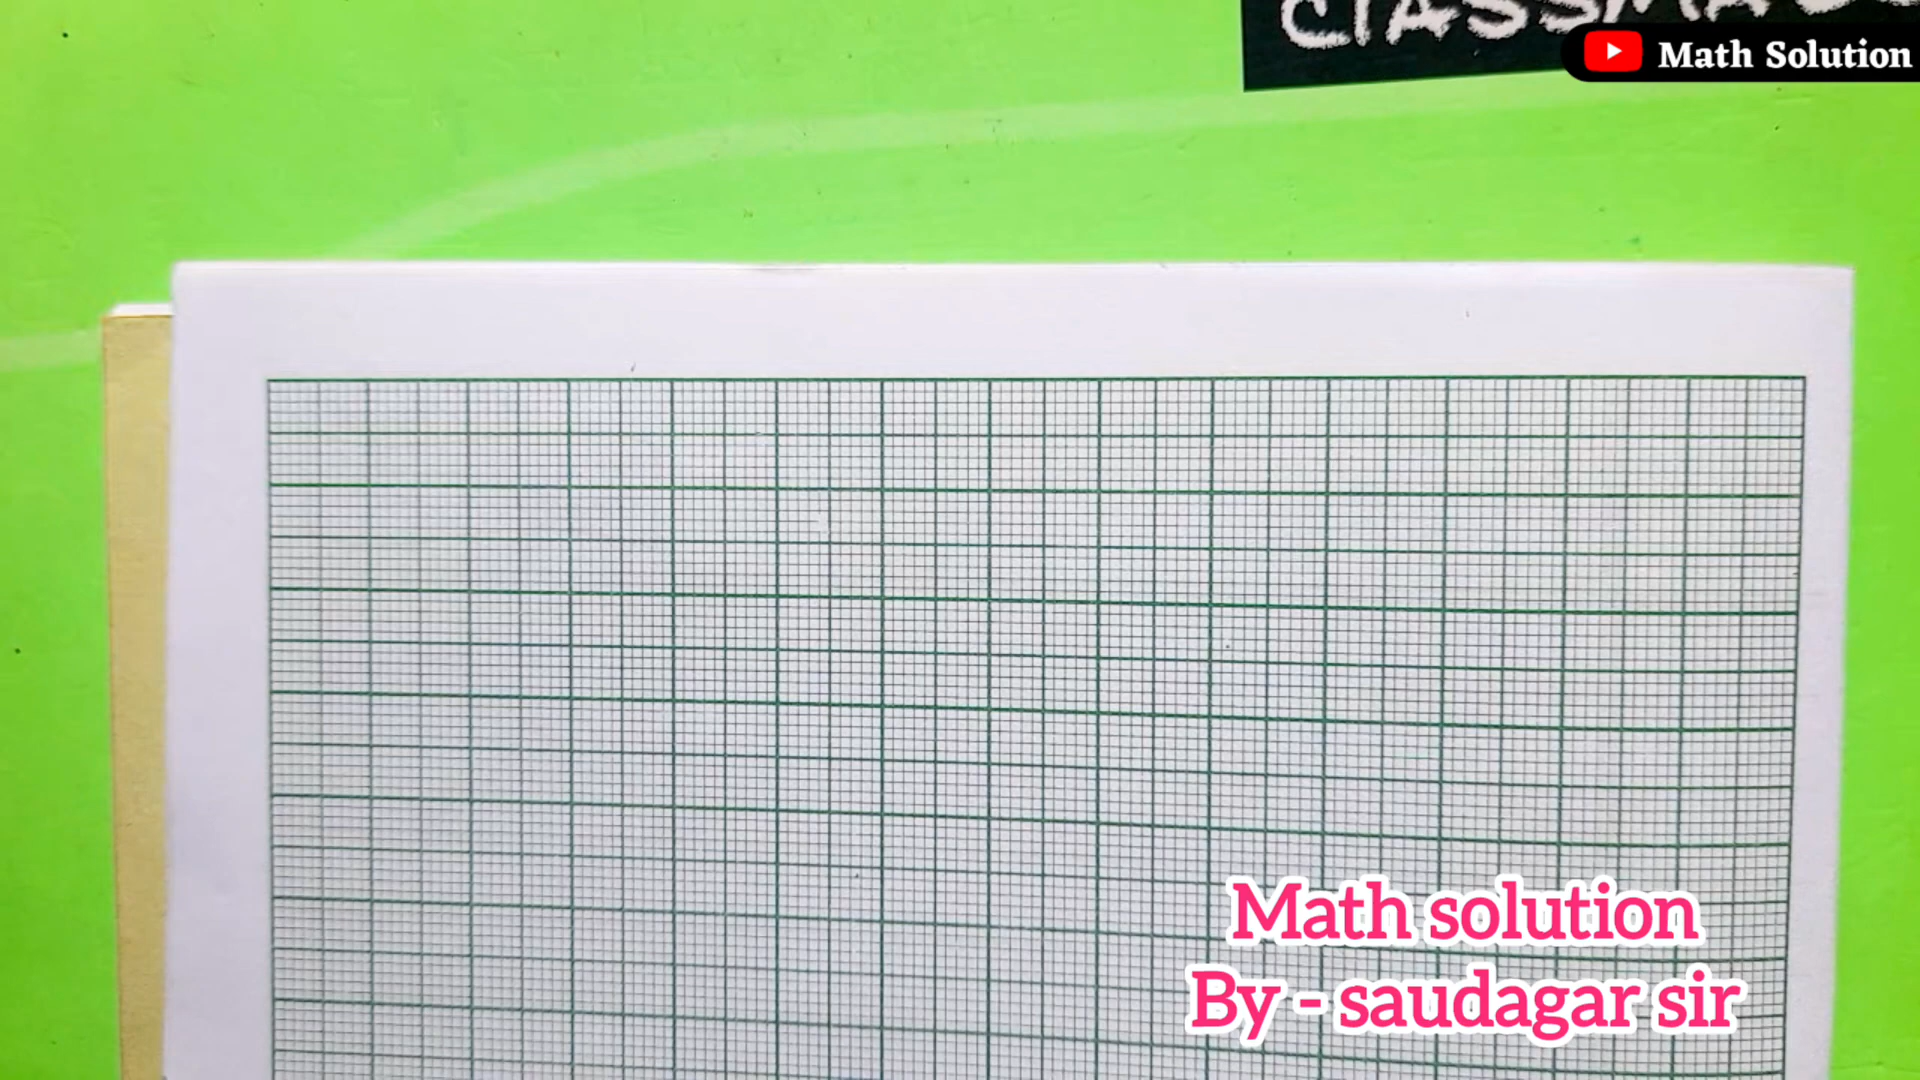 Math Solution
Math solution
By - saudagar sir